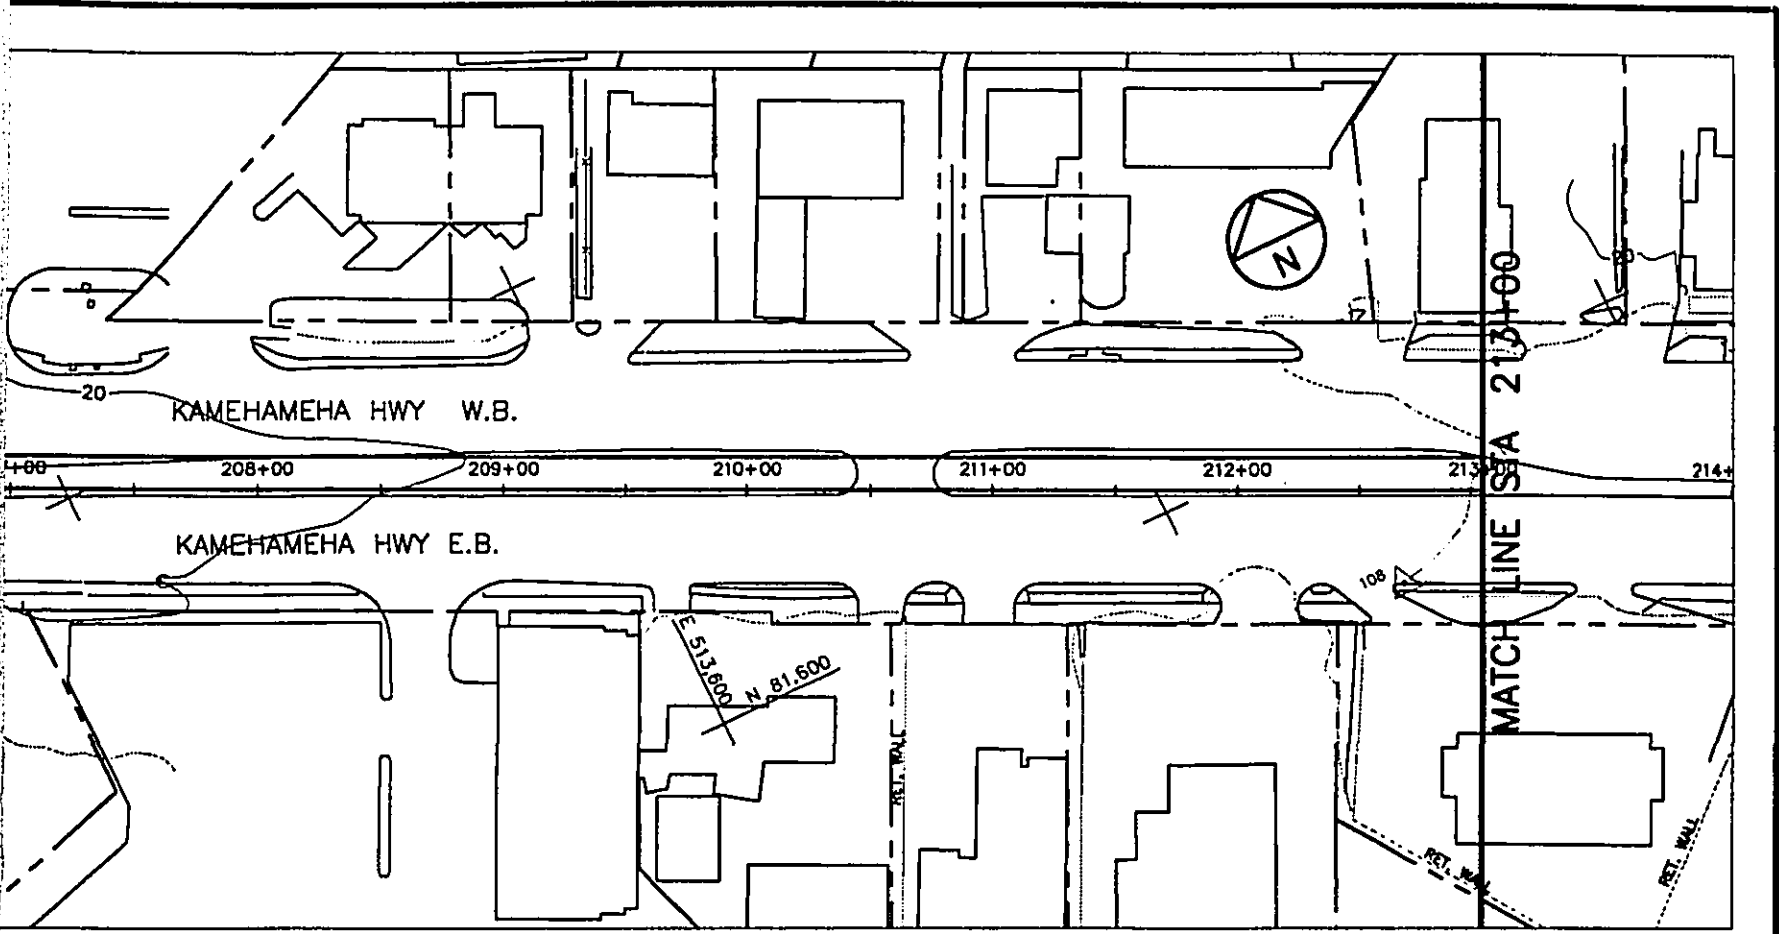 N
20
KAMEHAMEHA HWY W.B.
+00 208+00 209+00 210+00 211+00 212+00 213+00 214+
KAMEHAMEHA HWY E.B.
108
E 513,600
N 81,600
MATCH LINE STA 213+00
RET. WALL
RET. WALL
RET. WALL